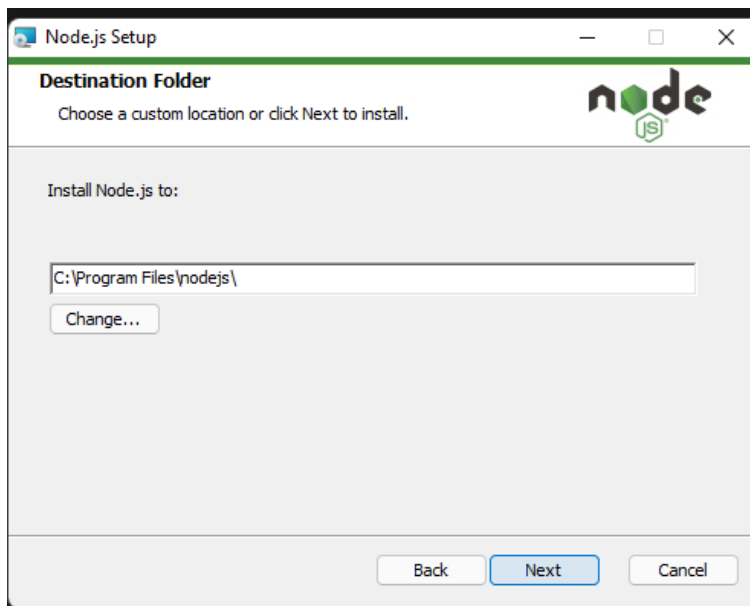 Node.js Setup
Destination Folder
Choose a custom location or click Next to install.
node
JS
Install Node.js to:
C:\Program Files\nodejs\
Change...
Back Next Cancel